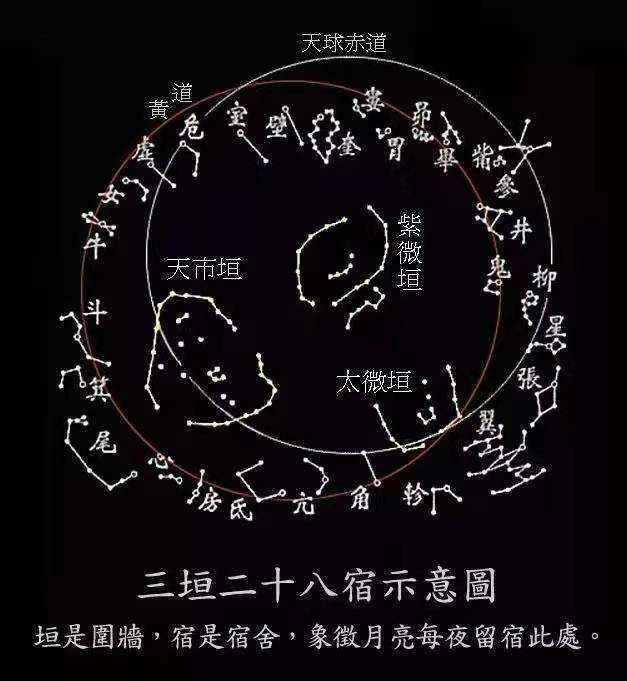 天球赤道
黃道
危
室
壁
奎
婁
胃
昴
畢
觜
參
虛
女
牛
井
鬼
柳
紫微垣
天市垣
斗
星
張
太微垣
箕
尾
心
房
氐
亢
角
軫
翼
三垣二十八宿示意圖
垣是圍牆，宿是宿舍，象徵月亮每夜留宿此處。